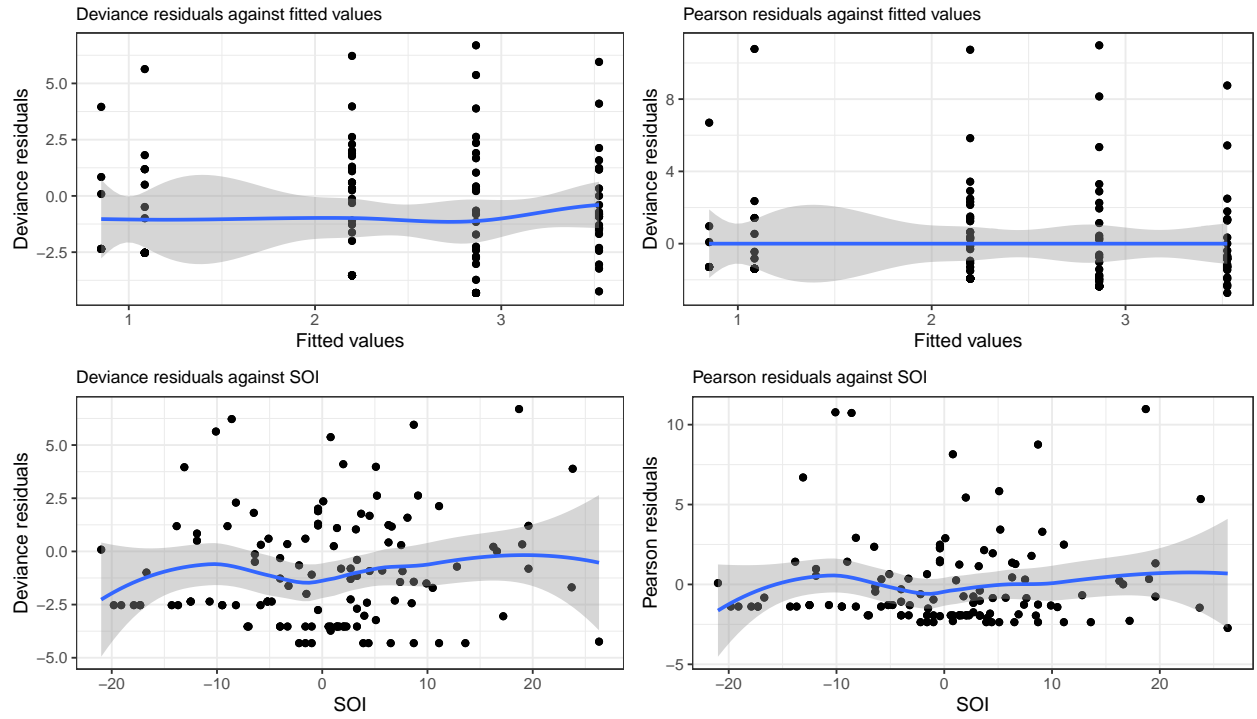 Deviance residuals against fitted values
Deviance residuals
5.0
2.5
0.0
−2.5
1
2
3
Fitted values
Pearson residuals against fitted values
Deviance residuals
8
4
0
1
2
3
Fitted values
Deviance residuals against SOI
Deviance residuals
5.0
2.5
0.0
−2.5
−5.0
−20
−10
0
10
20
SOI
Pearson residuals against SOI
Pearson residuals
10
5
0
−5
−20
−10
0
10
20
SOI